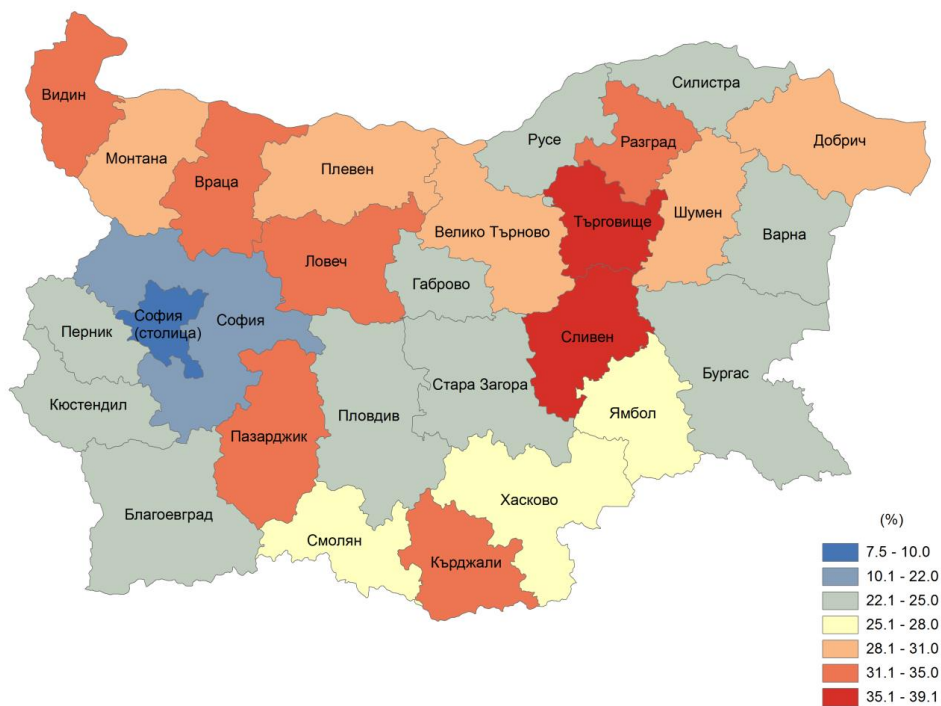 Силистра
Видин
Русе
Разград
Добрич
Монтана
Плевен
Враца
Шумен
Търговище
Велико Търново
Варна
Ловеч
Габрово
София
(столица)
София
Перник
Сливен
Бургас
Стара Загора
Кюстендил
Ямбол
Пловдив
Пазарджик
Хасково
Благоевград
Смолян
Кърджали
(%)
7.5 - 10.0
10.1 - 22.0
22.1 - 25.0
25.1 - 28.0
28.1 - 31.0
31.1 - 35.0
35.1 - 39.1